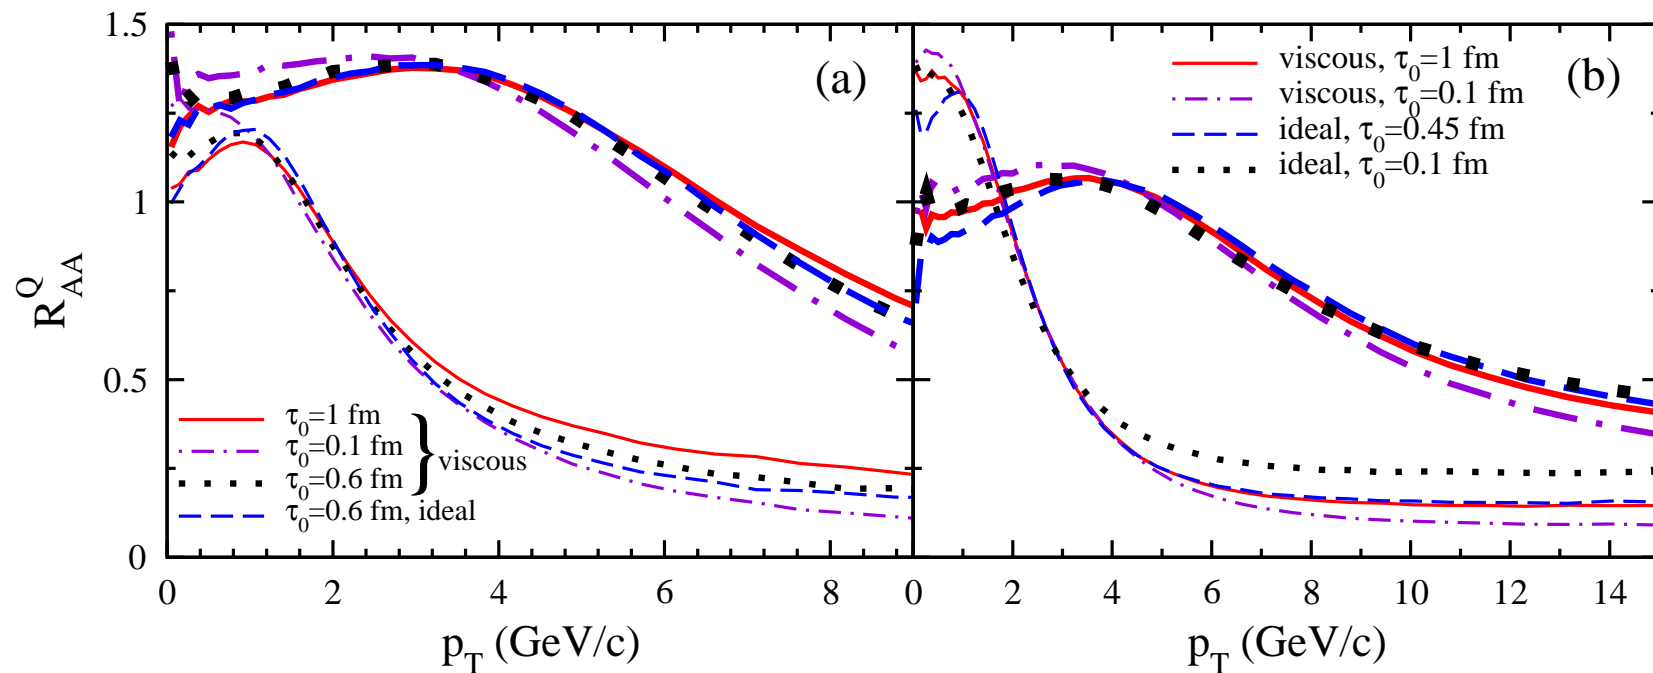 1.5
1
0.5
0
R_AA^Q
(a)
τ₀=1 fm
τ₀=0.1 fm
τ₀=0.6 fm
} viscous
τ₀=0.6 fm, ideal
0 2 4 6 8
p_T (GeV/c)
(b)
viscous, τ₀=1 fm
viscous, τ₀=0.1 fm
ideal, τ₀=0.45 fm
ideal, τ₀=0.1 fm
0 2 4 6 8 10 12 14
p_T (GeV/c)